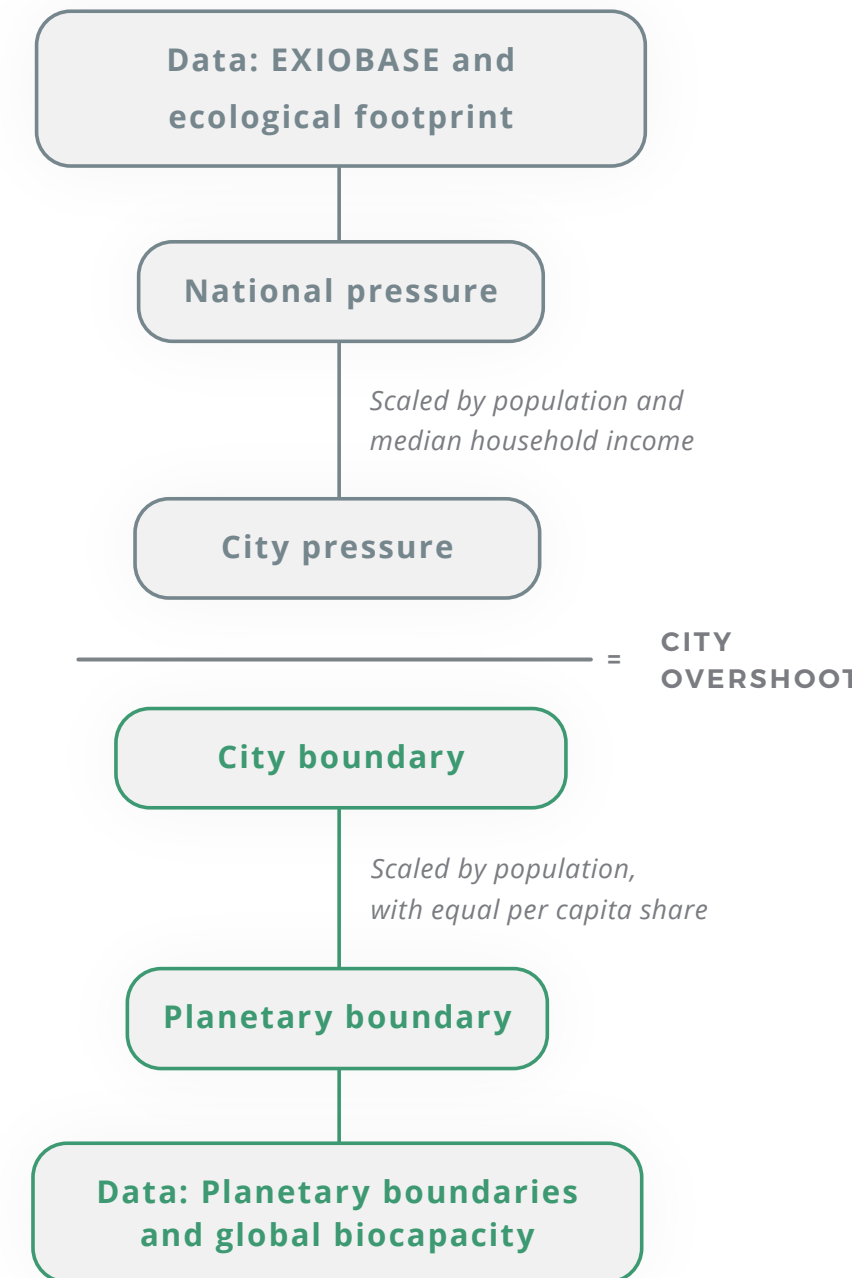 Data: EXIOBASE and
ecological footprint
National pressure
Scaled by population and
median household income
City pressure
=
CITY
OVERSHOOT
City boundary
Scaled by population,
with equal per capita share
Planetary boundary
Data: Planetary boundaries
and global biocapacity